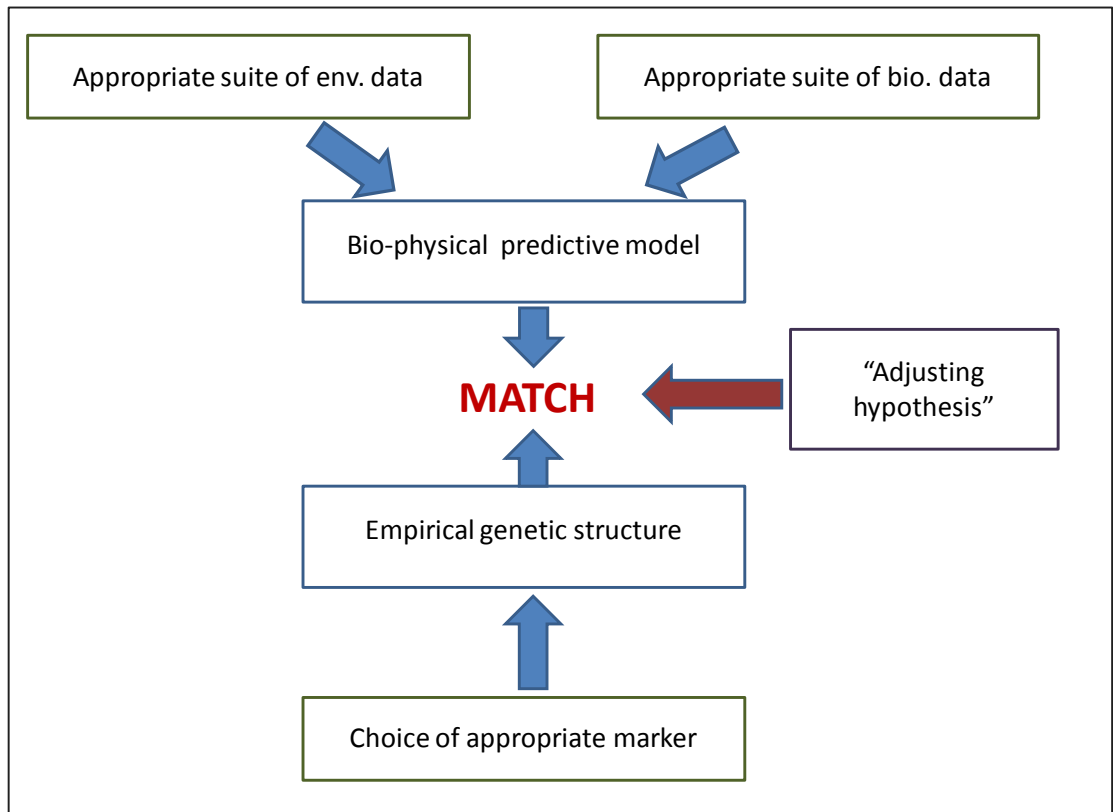 Appropriate suite of env. data
Appropriate suite of bio. data
Bio-physical predictive model
MATCH
“Adjusting
hypothesis”
Empirical genetic structure
Choice of appropriate marker